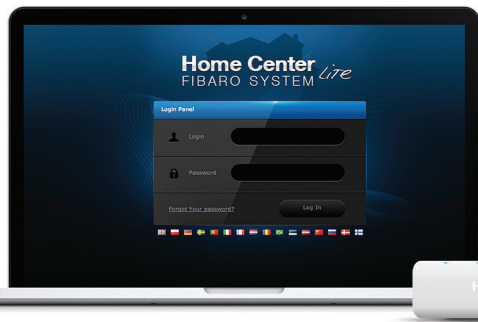 Home Center Lite
FIBARO SYSTEM
Login Panel
Login
Password
Forgot Your password?
Log In
H